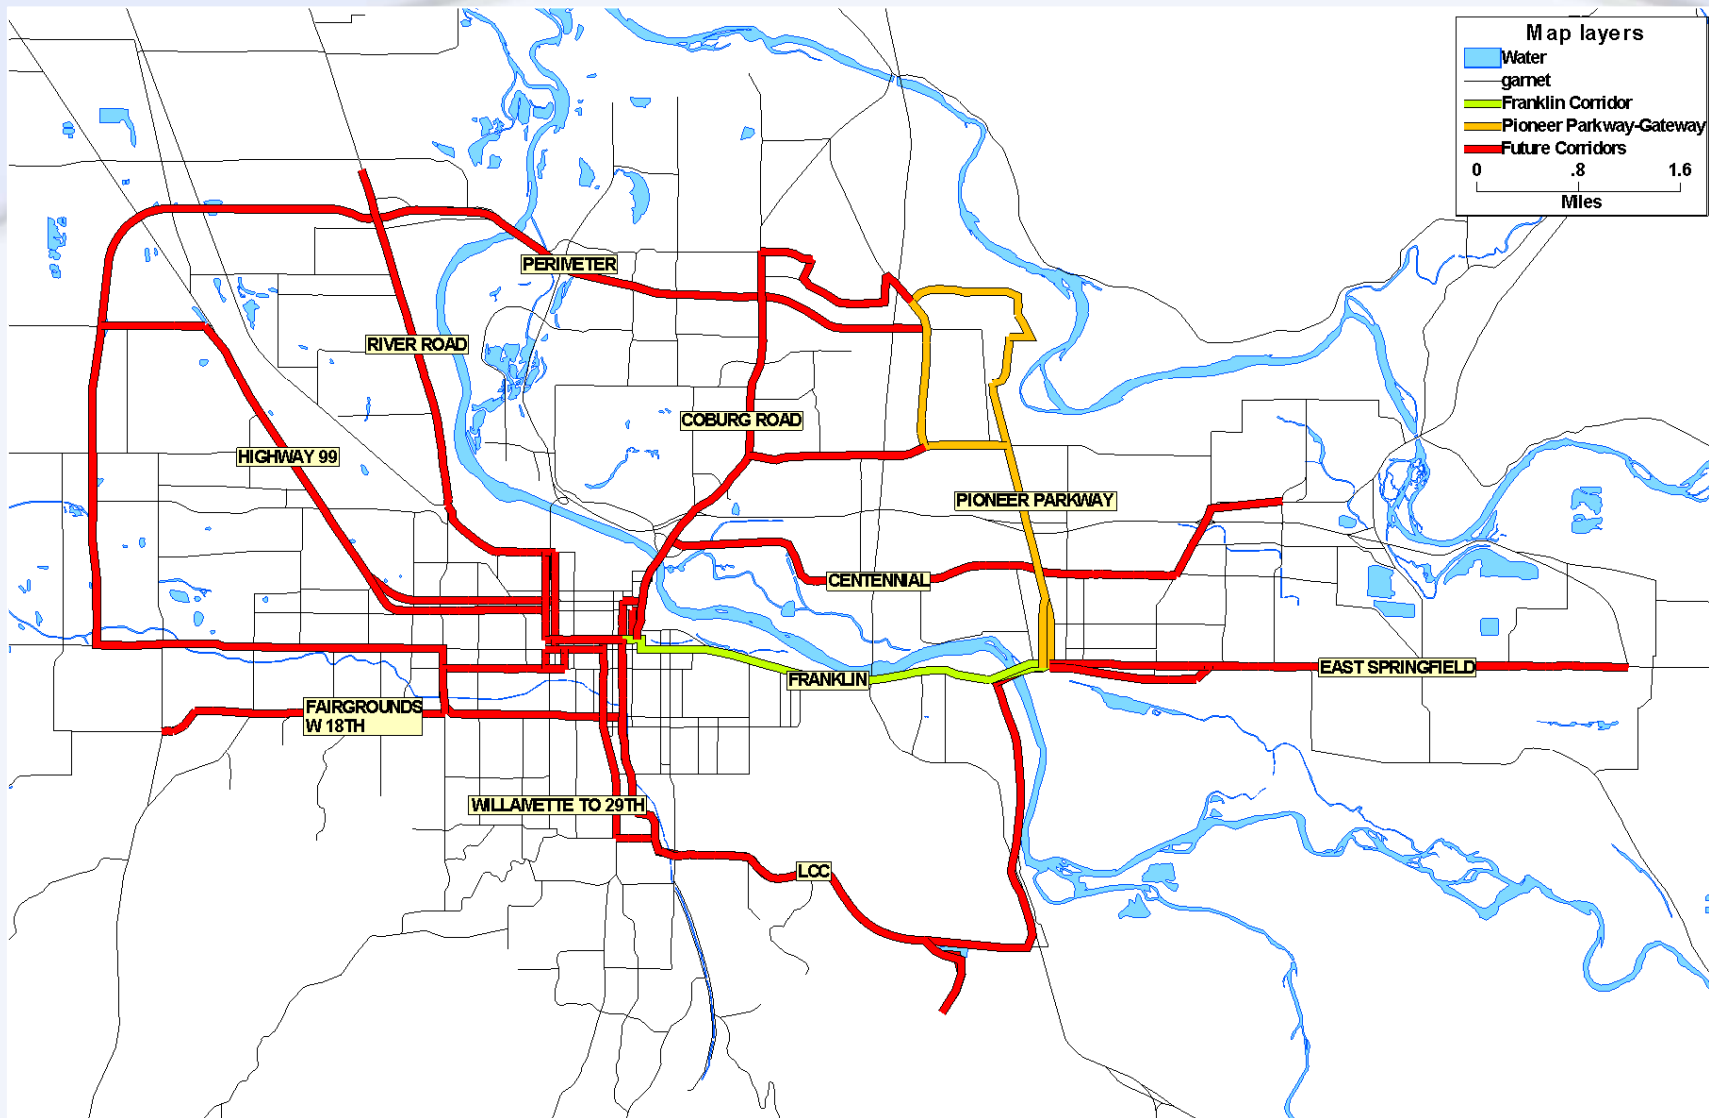 Map layers
Water
garnet
Franklin Corridor
Pioneer Parkway-Gateway
Future Corridors
0 .8 1.6
Miles
PERIMETER
RIVER ROAD
COBURG ROAD
HIGHWAY 99
PIONEER PARKWAY
CENTENNIAL
EAST SPRINGFIELD
FRANKLIN
FAIRGROUNDS
W 18TH
WILLAMETTE TO 29TH
LCC